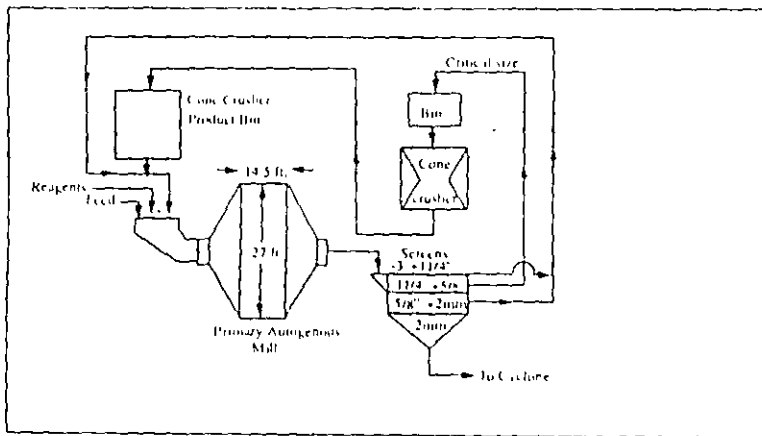 Critical size
Cone Crusher
Product Bin
Bin
Cone
crusher
14.5 ft.
Reagents
Feed
27 ft
Screens
-3 +11/4"
11/4 +5/8
5/8" +2mm
2mm
Primary Autogenous
Mill
To Cyclone